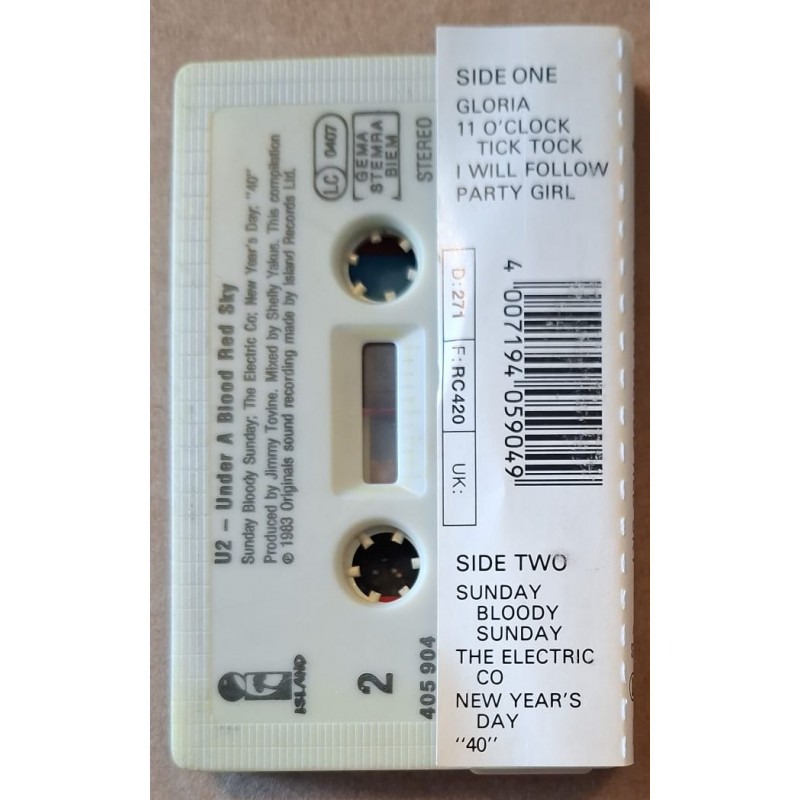 U2 – Under A Blood Red Sky
Sunday Bloody Sunday; The Electric Co; New Year's Day; "40"
Produced by Jimmy Tovine. Mixed by Shelly Yakus. This compilation
℗ 1983 Originals sound recording made by Island Records Ltd.
LC 0407
GEMA
STEMRA
BIEM
STEREO
ISLAND
2
405 904
SIDE ONE
GLORIA
11 O'CLOCK
TICK TOCK
I WILL FOLLOW
PARTY GIRL
D: 271
F: RC420
UK:
4 007194 059049
SIDE TWO
SUNDAY
BLOODY
SUNDAY
THE ELECTRIC
CO
NEW YEAR'S
DAY
"40"